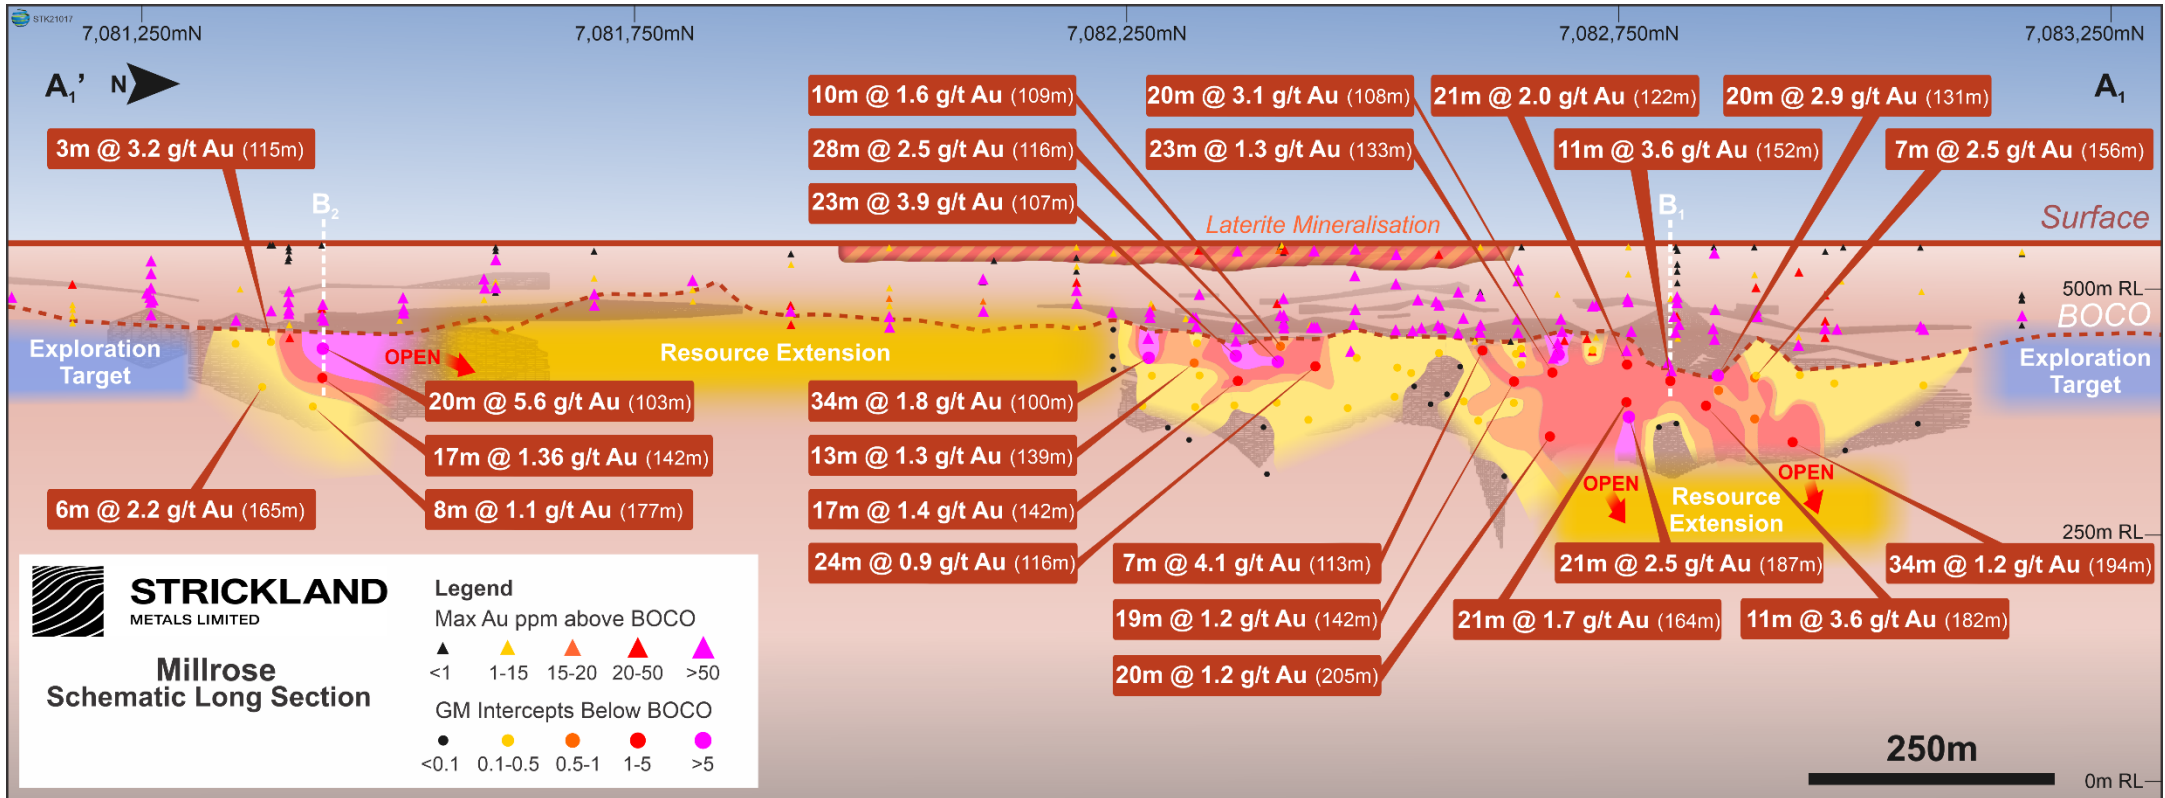 STK21017
7,081,250mN
7,081,750mN
7,082,250mN
7,082,750mN
7,083,250mN
A1’
N
A1
10m @ 1.6 g/t Au (109m)
20m @ 3.1 g/t Au (108m)
21m @ 2.0 g/t Au (122m)
20m @ 2.9 g/t Au (131m)
3m @ 3.2 g/t Au (115m)
28m @ 2.5 g/t Au (116m)
23m @ 1.3 g/t Au (133m)
11m @ 3.6 g/t Au (152m)
7m @ 2.5 g/t Au (156m)
23m @ 3.9 g/t Au (107m)
B2
B1
Laterite Mineralisation
Surface
500m RL
BOCO
Exploration
Target
OPEN
Resource Extension
Exploration
Target
20m @ 5.6 g/t Au (103m)
34m @ 1.8 g/t Au (100m)
17m @ 1.36 g/t Au (142m)
13m @ 1.3 g/t Au (139m)
OPEN
OPEN
Resource
Extension
6m @ 2.2 g/t Au (165m)
8m @ 1.1 g/t Au (177m)
17m @ 1.4 g/t Au (142m)
250m RL
24m @ 0.9 g/t Au (116m)
7m @ 4.1 g/t Au (113m)
21m @ 2.5 g/t Au (187m)
34m @ 1.2 g/t Au (194m)
19m @ 1.2 g/t Au (142m)
21m @ 1.7 g/t Au (164m)
11m @ 3.6 g/t Au (182m)
20m @ 1.2 g/t Au (205m)
STRICKLAND
METALS LIMITED
Millrose
Schematic Long Section
Legend
Max Au ppm above BOCO
<1 1-15 15-20 20-50 >50
GM Intercepts Below BOCO
<0.1 0.1-0.5 0.5-1 1-5 >5
250m
0m RL